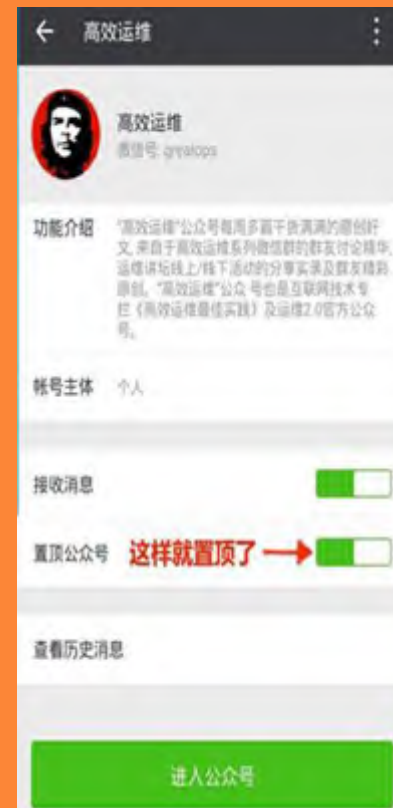 高效运维
高效运维
微信号: greatops
功能介绍
“高效运维”公众号每周多篇干货满满的原创好
文,来自于高效运维系列微信群的群友讨论精华,
运维讲坛线上/线下活动的分享实录及群友精彩
原创。“高效运维”公众 号也是互联网技术专
栏《高效运维最佳实践》及运维2.0官方公众
号。
帐号主体 个人
接收消息
置顶公众号 这样就置顶了
查看历史消息
进入公众号